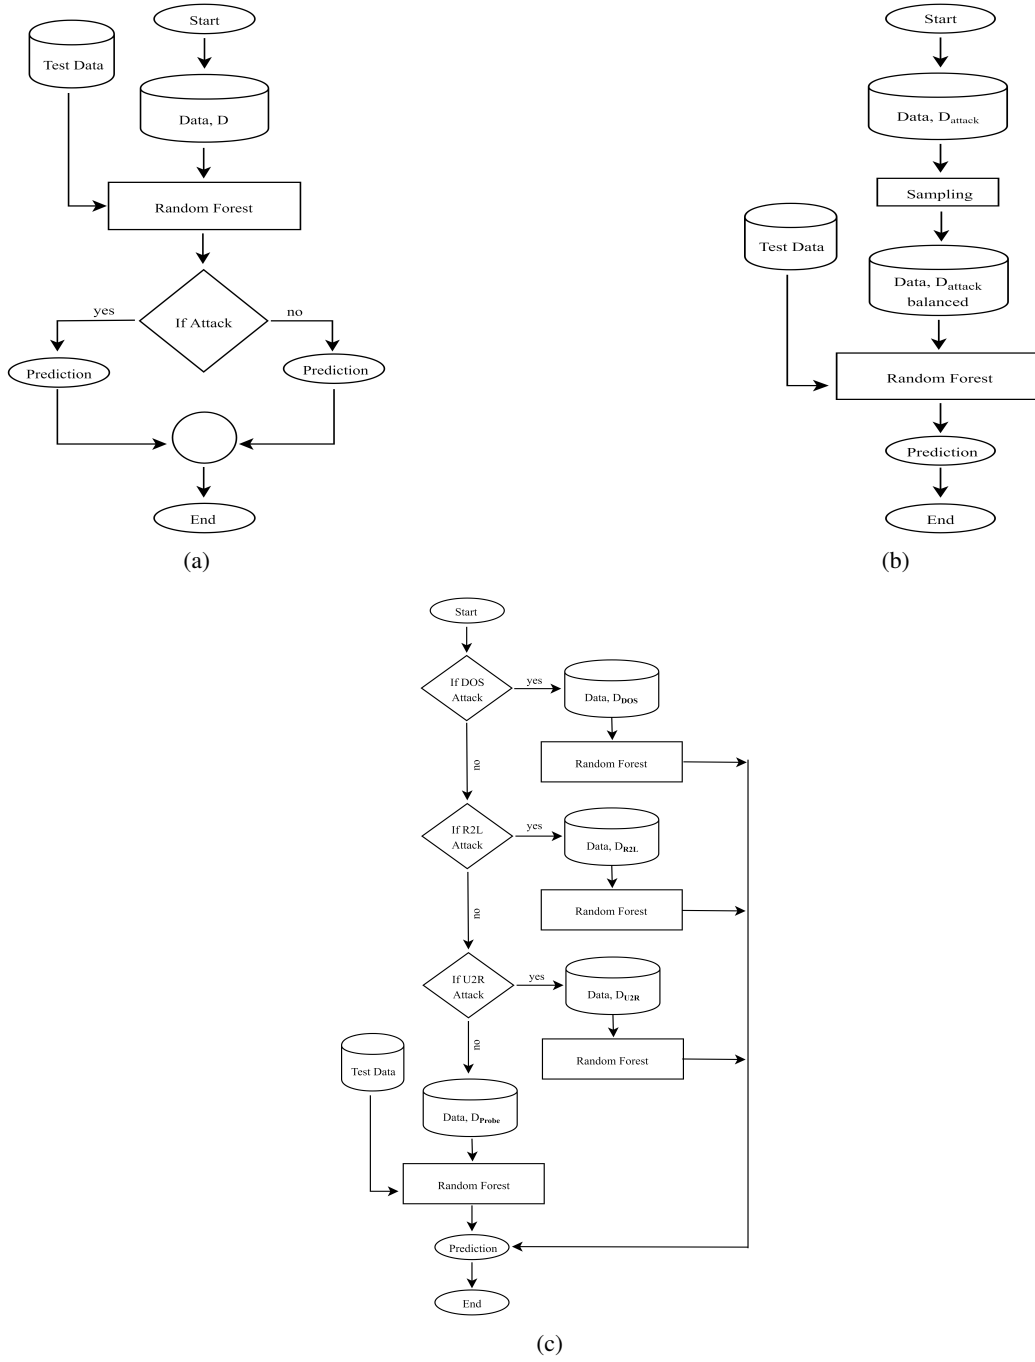 Start
Test Data
Data, D
Random Forest
yes
If Attack
no
Prediction
Prediction
End
(a)
Start
Data, Dattack
Sampling
Test Data
Data, Dattack
balanced
Random Forest
Prediction
End
(b)
Start
If DOS
Attack
yes
Data, DDOS
Random Forest
no
If R2L
Attack
yes
Data, DR2L
Random Forest
no
If U2R
Attack
yes
Data, DU2R
Random Forest
no
Test Data
Data, DProbe
Random Forest
Prediction
End
(c)